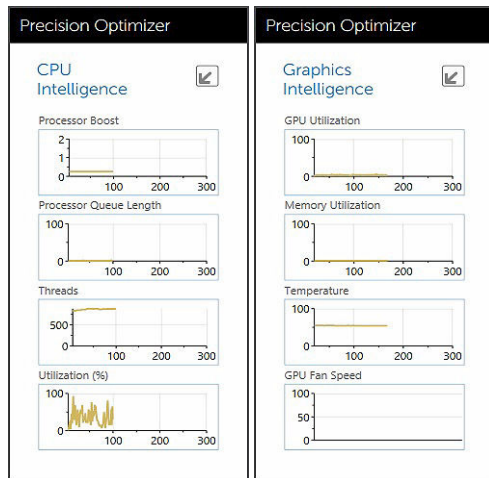 Precision Optimizer
CPU
Intelligence
Processor Boost
2
1
0
100
200
300
Processor Queue Length
100
0
100
200
300
Threads
500
0
100
200
300
Utilization (%)
100
0
100
200
300
Precision Optimizer
Graphics
Intelligence
GPU Utilization
100
0
100
200
300
Memory Utilization
100
0
100
200
300
Temperature
100
0
100
200
300
GPU Fan Speed
100
50
0